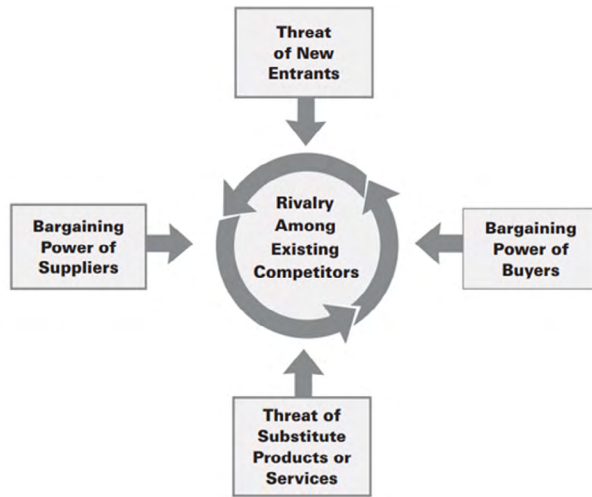 Threat
of New
Entrants
Bargaining
Power of
Suppliers
Rivalry
Among
Existing
Competitors
Bargaining
Power of
Buyers
Threat of
Substitute
Products or
Services